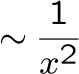 ∼ 1/x²